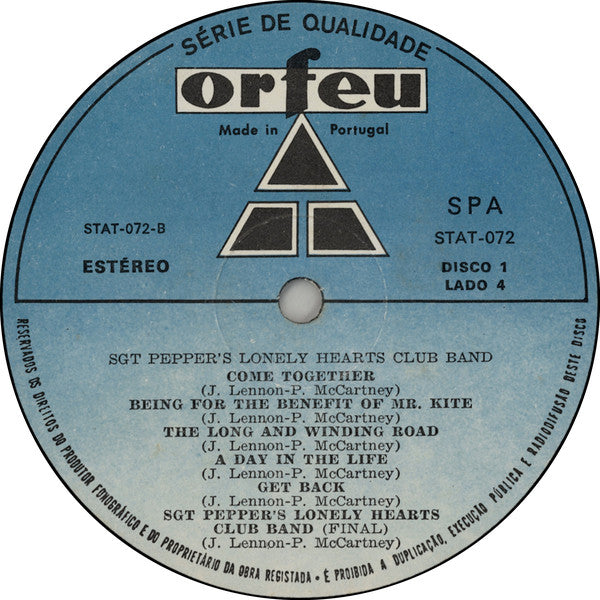 SÉRIE DE QUALIDADE
orfeu
Made in Portugal
STAT-072-B
ESTÉREO
SPA
STAT-072
DISCO 1
LADO 4
SGT PEPPER'S LONELY HEARTS CLUB BAND
COME TOGETHER
(J. Lennon-P. McCartney)
BEING FOR THE BENEFIT OF MR. KITE
(J. Lennon-P. McCartney)
THE LONG AND WINDING ROAD
(J. Lennon-P. McCartney)
A DAY IN THE LIFE
(J. Lennon-P. McCartney)
GET BACK
(J. Lennon-P. McCartney)
SGT PEPPER'S LONELY HEARTS
CLUB BAND (FINAL)
(J. Lennon-P. McCartney)
RESERVADOS OS DIREITOS DO PRODUTOR FONOGRÁFICO E DO PROPRIETÁRIO DA OBRA REGISTADA • É PROIBIDA A DUPLICAÇÃO, EXECUÇÃO PÚBLICA E RADIODIFUSÃO DESTE DISCO